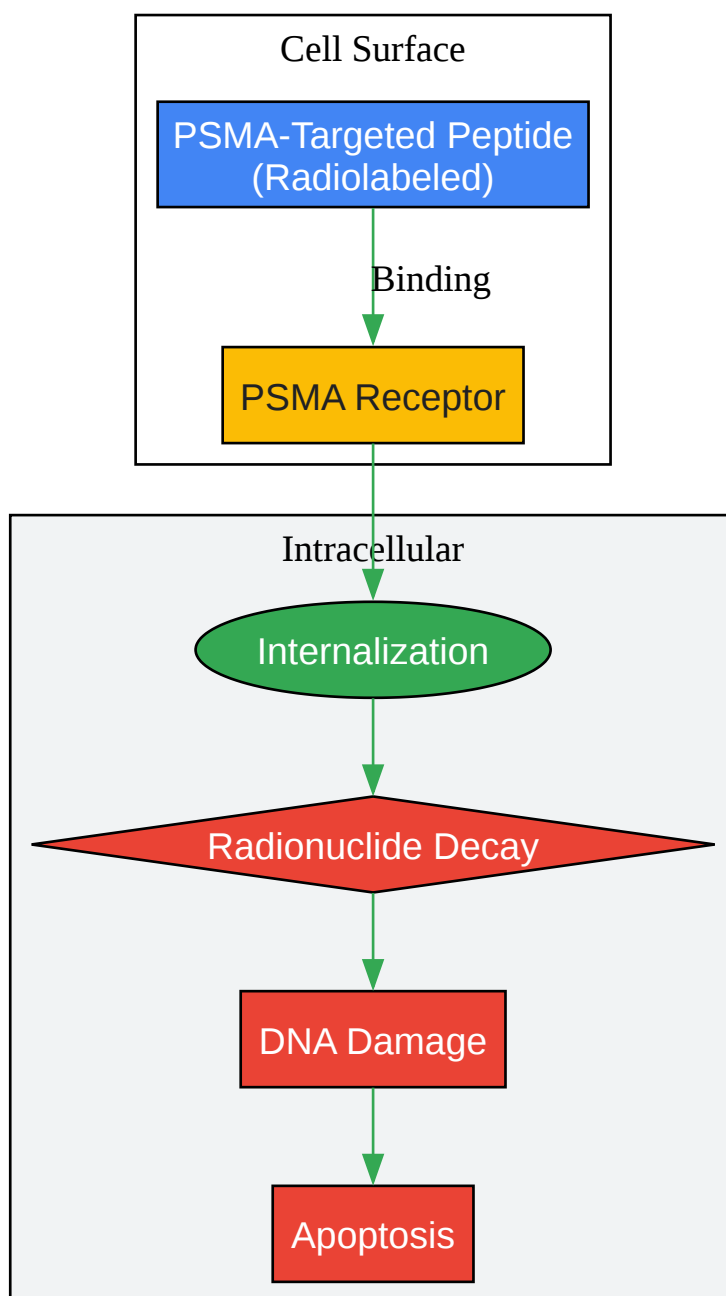 Cell Surface
PSMA-Targeted Peptide
(Radiolabeled)
Binding
PSMA Receptor
Intracellular
Internalization
Radionuclide Decay
DNA Damage
Apoptosis